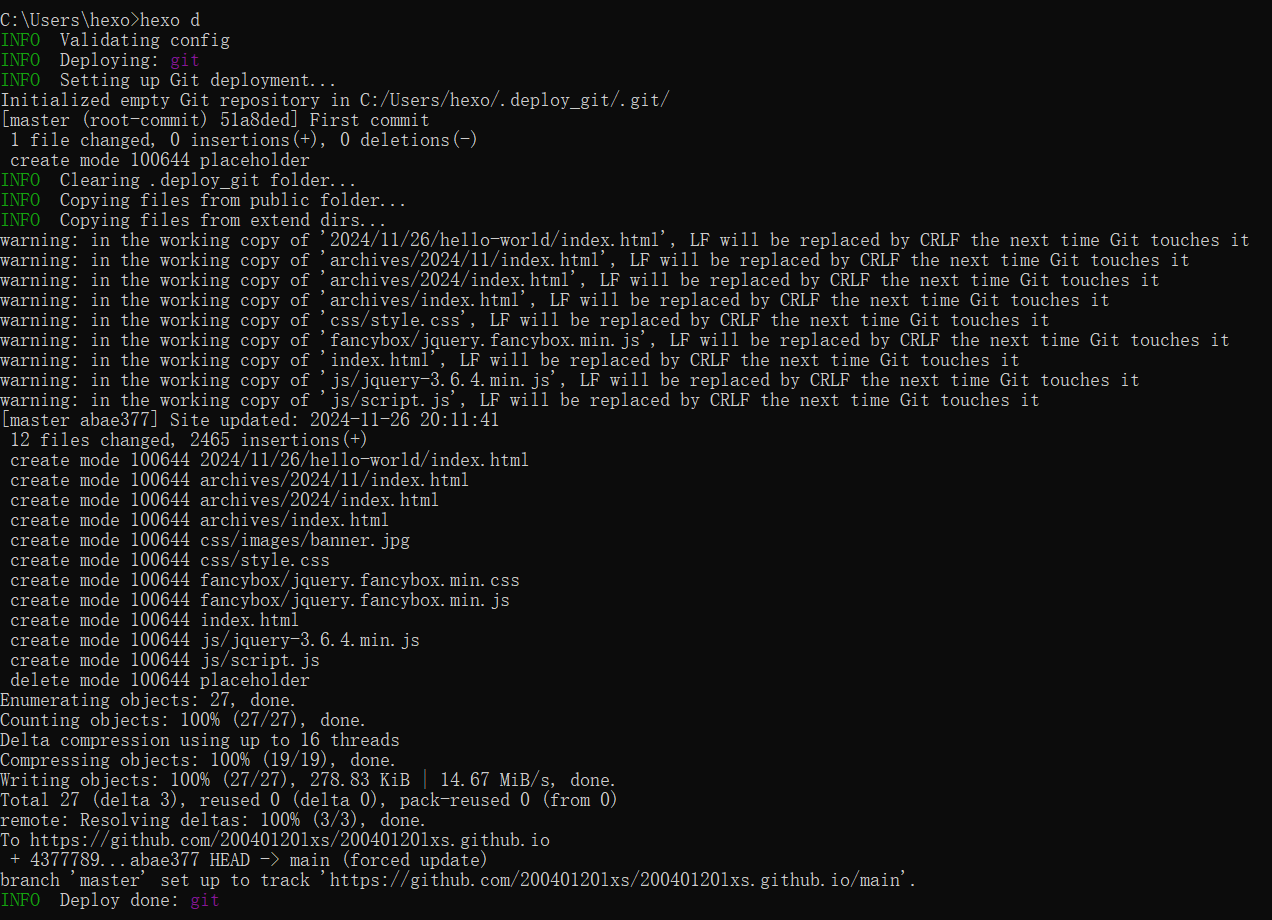 C:\Users\hexo>hexo d
INFO  Validating config
INFO  Deploying: git
INFO  Setting up Git deployment...
Initialized empty Git repository in C:/Users/hexo/.deploy_git/.git/
[master (root-commit) 51a8ded] First commit
 1 file changed, 0 insertions(+), 0 deletions(-)
 create mode 100644 placeholder
INFO  Clearing .deploy_git folder...
INFO  Copying files from public folder...
INFO  Copying files from extend dirs...
warning: in the working copy of '2024/11/26/hello-world/index.html', LF will be replaced by CRLF the next time Git touches it
warning: in the working copy of 'archives/2024/11/index.html', LF will be replaced by CRLF the next time Git touches it
warning: in the working copy of 'archives/2024/index.html', LF will be replaced by CRLF the next time Git touches it
warning: in the working copy of 'archives/index.html', LF will be replaced by CRLF the next time Git touches it
warning: in the working copy of 'css/style.css', LF will be replaced by CRLF the next time Git touches it
warning: in the working copy of 'fancybox/jquery.fancybox.min.js', LF will be replaced by CRLF the next time Git touches it
warning: in the working copy of 'index.html', LF will be replaced by CRLF the next time Git touches it
warning: in the working copy of 'js/jquery-3.6.4.min.js', LF will be replaced by CRLF the next time Git touches it
warning: in the working copy of 'js/script.js', LF will be replaced by CRLF the next time Git touches it
[master abae377] Site updated: 2024-11-26 20:11:41
 12 files changed, 2465 insertions(+)
 create mode 100644 2024/11/26/hello-world/index.html
 create mode 100644 archives/2024/11/index.html
 create mode 100644 archives/2024/index.html
 create mode 100644 archives/index.html
 create mode 100644 css/images/banner.jpg
 create mode 100644 css/style.css
 create mode 100644 fancybox/jquery.fancybox.min.css
 create mode 100644 fancybox/jquery.fancybox.min.js
 create mode 100644 index.html
 create mode 100644 js/jquery-3.6.4.min.js
 create mode 100644 js/script.js
 delete mode 100644 placeholder
Enumerating objects: 27, done.
Counting objects: 100% (27/27), done.
Delta compression using up to 16 threads
Compressing objects: 100% (19/19), done.
Writing objects: 100% (27/27), 278.83 KiB | 14.67 MiB/s, done.
Total 27 (delta 3), reused 0 (delta 0), pack-reused 0 (from 0)
remote: Resolving deltas: 100% (3/3), done.
To https://github.com/20040120lxs/20040120lxs.github.io
 + 4377789...abae377 HEAD -> main (forced update)
branch 'master' set up to track 'https://github.com/20040120lxs/20040120lxs.github.io/main'.
INFO  Deploy done: git